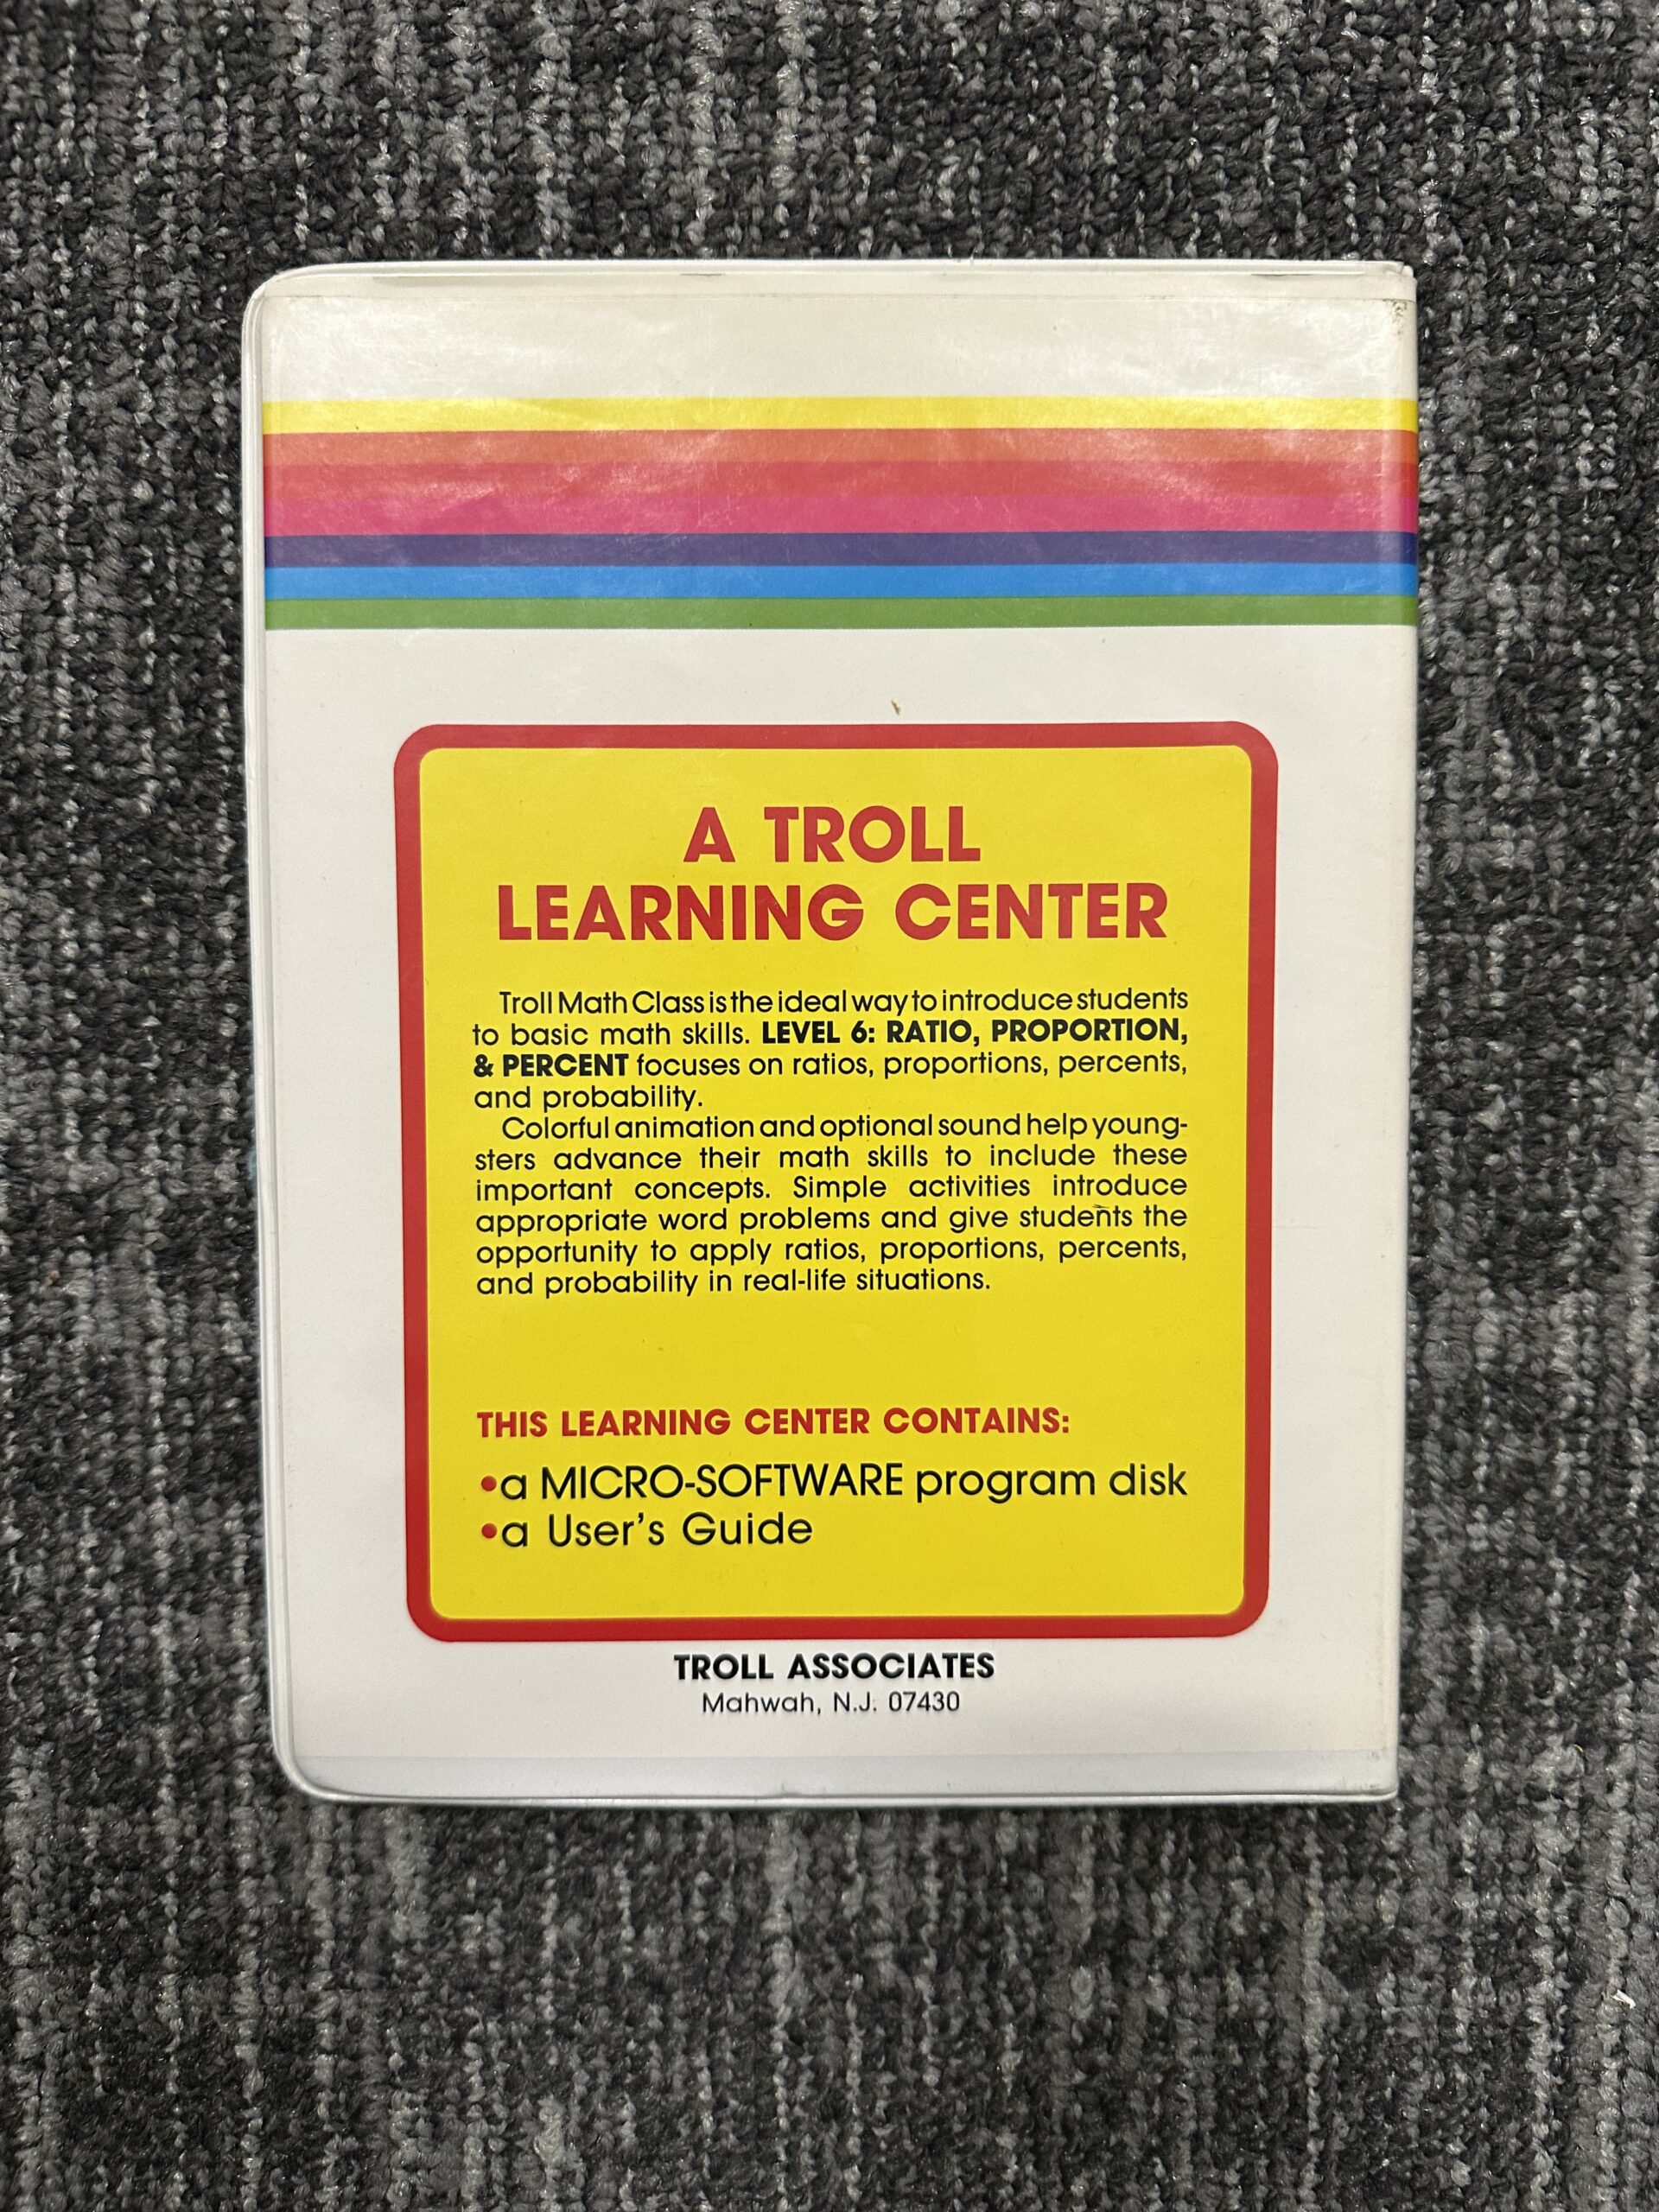 A TROLL
LEARNING CENTER
Troll Math Class is the ideal way to introduce students
to basic math skills. LEVEL 6: RATIO, PROPORTION,
& PERCENT focuses on ratios, proportions, percents,
and probability.
Colorful animation and optional sound help young-
sters advance their math skills to include these
important concepts. Simple activities introduce
appropriate word problems and give students the
opportunity to apply ratios, proportions, percents,
and probability in real-life situations.
THIS LEARNING CENTER CONTAINS:
•a MICRO-SOFTWARE program disk
•a User's Guide
TROLL ASSOCIATES
Mahwah, N.J. 07430